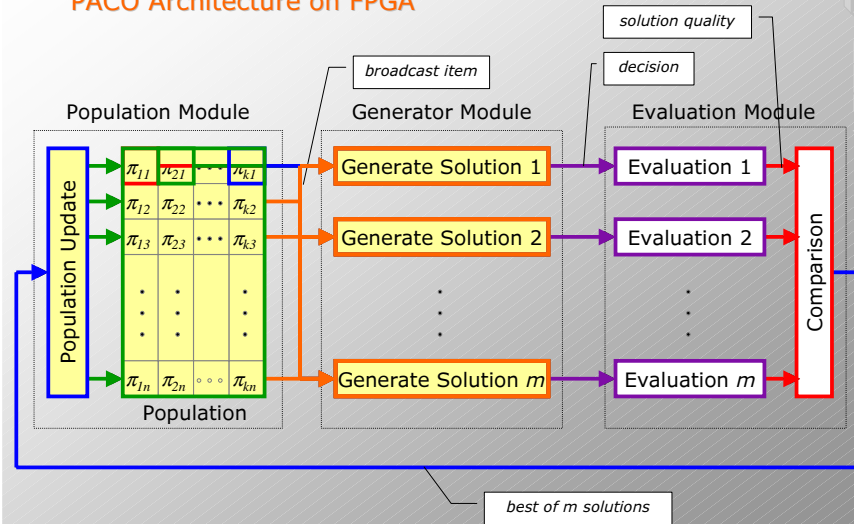 PACO Architecture on FPGA
solution quality
broadcast item
decision
Population Module
Generator Module
Evaluation Module
Population Update
π11 π21 ••• πk1
π12 π22 ••• πk2
π13 π23 ••• πk3
π1n π2n ∘∘∘ πkn
Population
Generate Solution 1
Generate Solution 2
Generate Solution m
Evaluation 1
Evaluation 2
Evaluation m
Comparison
best of m solutions